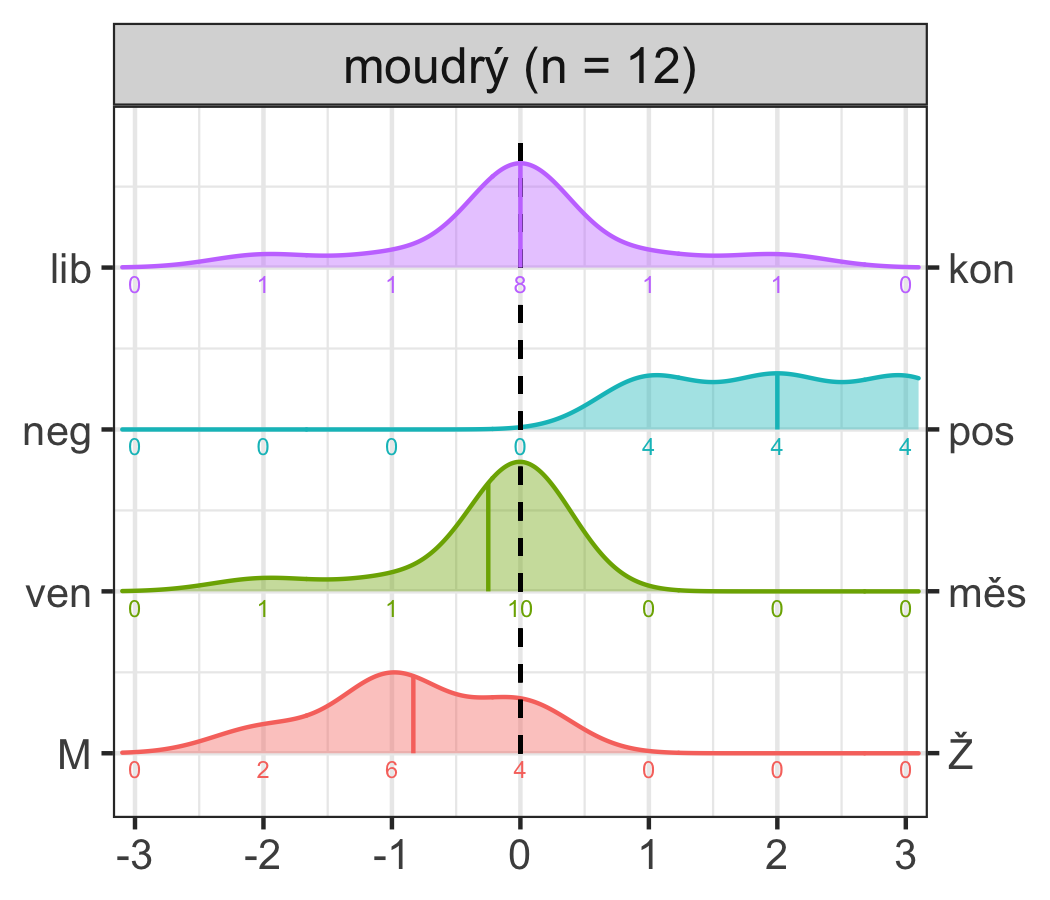 moudrý (n = 12)
lib kon
0 1 1 8 1 1 0
neg pos
0 0 0 0 4 4 4
ven měs
0 1 1 10 0 0 0
M Ž
0 2 6 4 0 0 0
-3 -2 -1 0 1 2 3